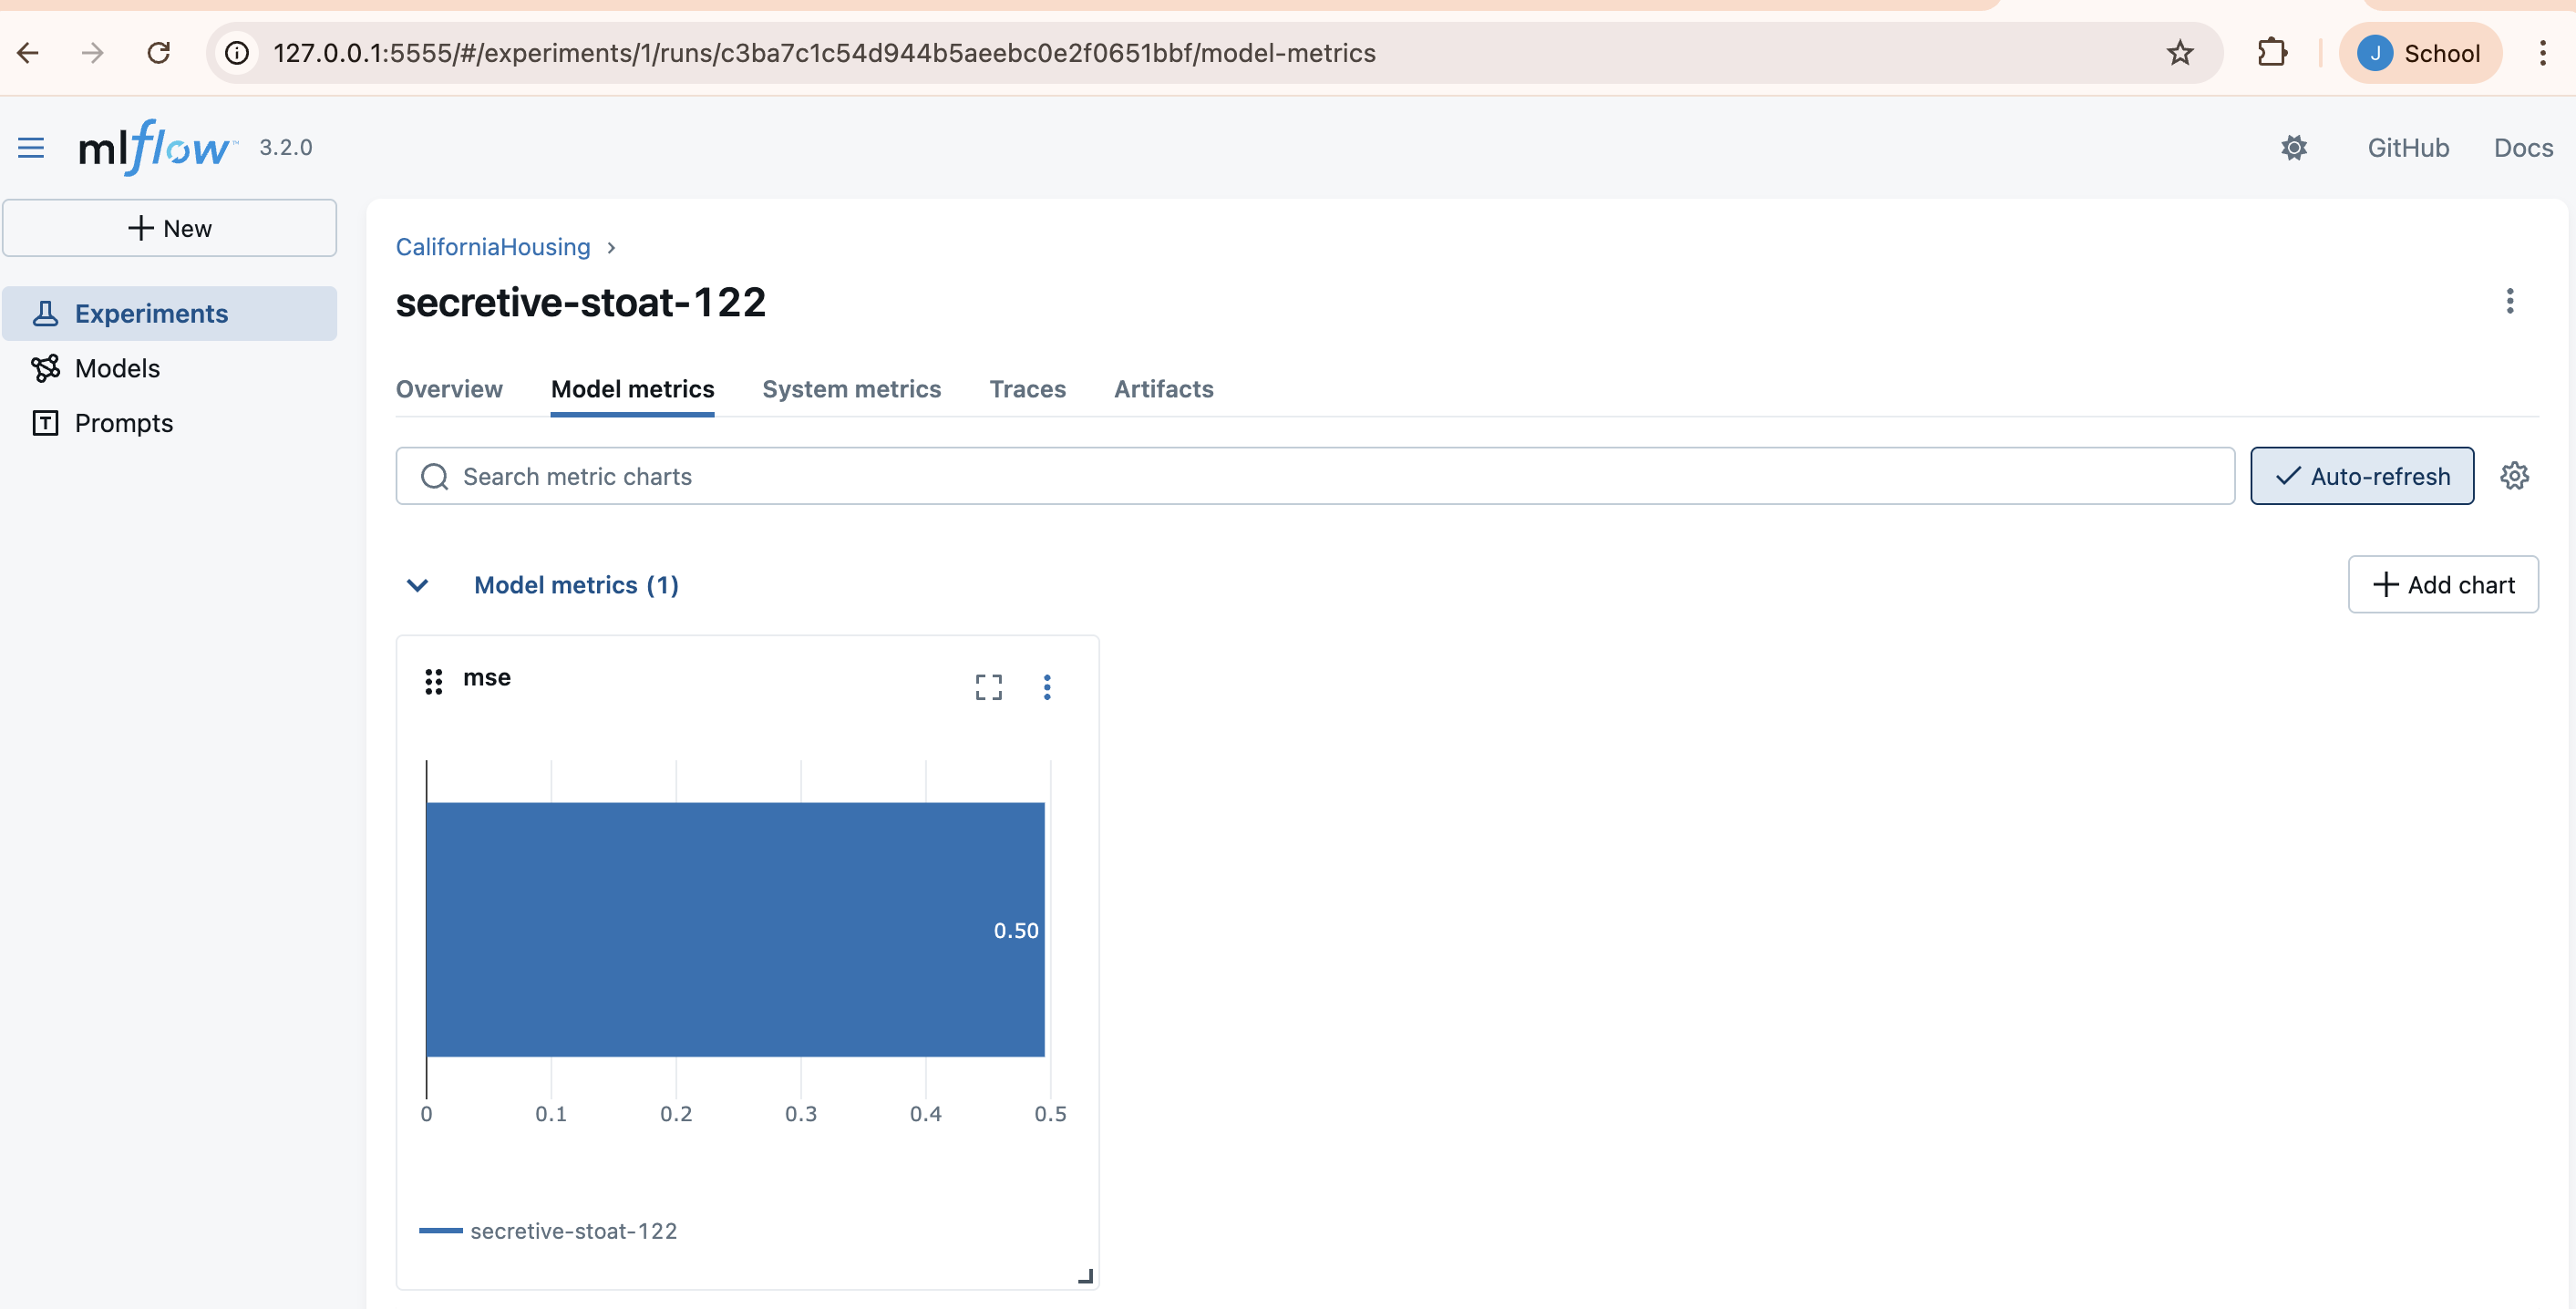 127.0.0.1:5555/#/experiments/1/runs/c3ba7c1c54d944b5aeebc0e2f0651bbf/model-metrics
J School
mlflow™ 3.2.0
GitHub Docs
+ New
Experiments
Models
Prompts
CaliforniaHousing >
secretive-stoat-122
Overview Model metrics System metrics Traces Artifacts
Search metric charts
Auto-refresh
Model metrics (1)
+ Add chart
mse
0.50
0 0.1 0.2 0.3 0.4 0.5
secretive-stoat-122